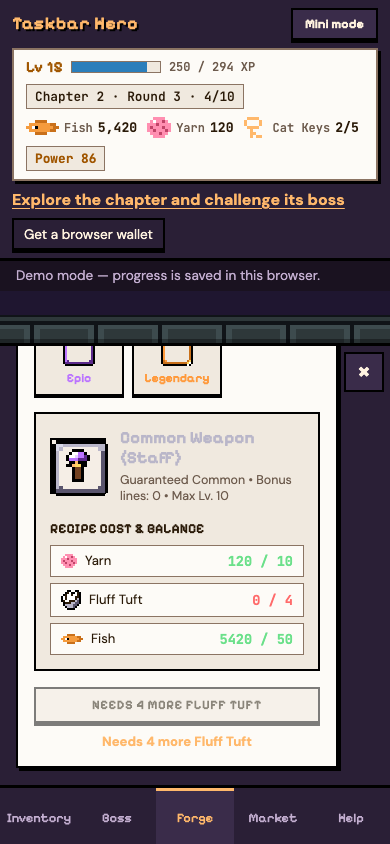 Taskbar Hero
Mini mode
Lv 18
250 / 294 XP
Chapter 2 · Round 3 · 4/10
Fish 5,420
Yarn 120
Cat Keys 2/5
Power 86
Explore the chapter and challenge its boss
Get a browser wallet
Demo mode — progress is saved in this browser.
Epic
Legendary
×
Common Weapon
(Staff)
Guaranteed Common • Bonus
lines: 0 • Max Lv. 10
RECIPE COST & BALANCE
Yarn
120 / 10
Fluff Tuft
0 / 4
Fish
5420 / 50
NEEDS 4 MORE FLUFF TUFT
Needs 4 more Fluff Tuft
Inventory
Boss
Forge
Market
Help